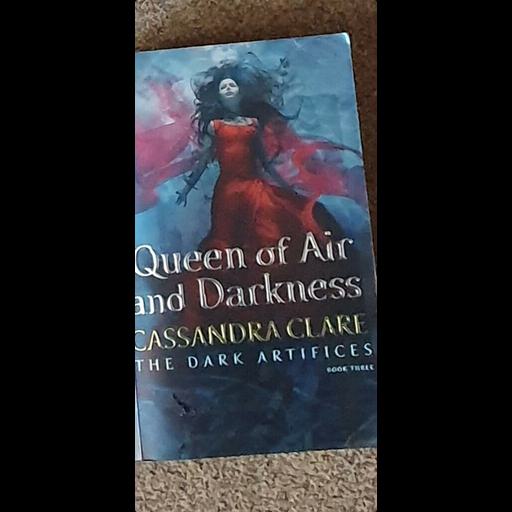 Queen of Air
and Darkness
CASSANDRA CLARE
THE DARK ARTIFICES
BOOK THREE